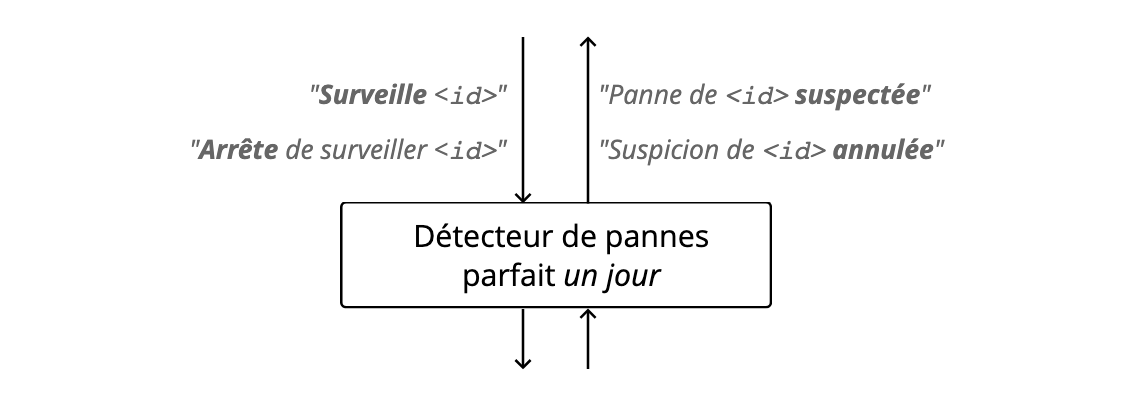 "Surveille <id>"
"Panne de <id> suspectée"
"Arrête de surveiller <id>"
"Suspicion de <id> annulée"
Détecteur de pannes
parfait un jour